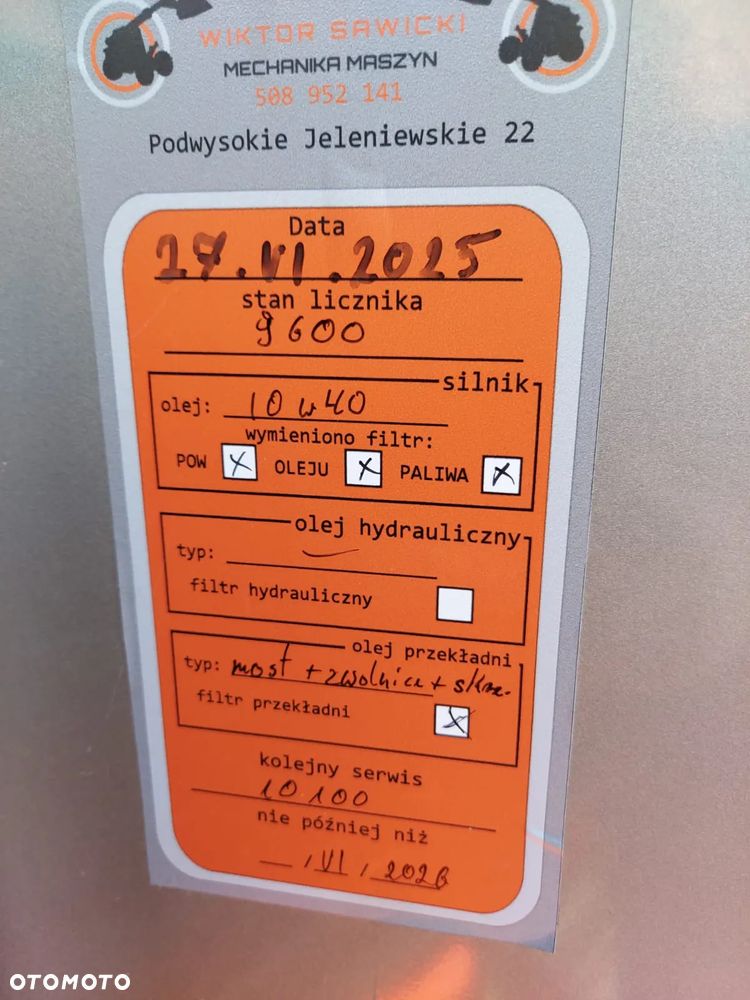 WIKTOR SAWICKI
MECHANIKA MASZYN
508 952 141
Podwysokie Jeleniewskie 22
Data
27.VI.2025
stan licznika
9600
silnik
olej: 10w40
wymieniono filtr:
POW x OLEJU x PALIWA x
olej hydrauliczny
typ: –
filtr hydrauliczny
olej przekładni
typ: most + zwolnice + skrz.
filtr przekładni x
kolejny serwis
10100
nie później niż
– / VI / 2026
OTOMOTO